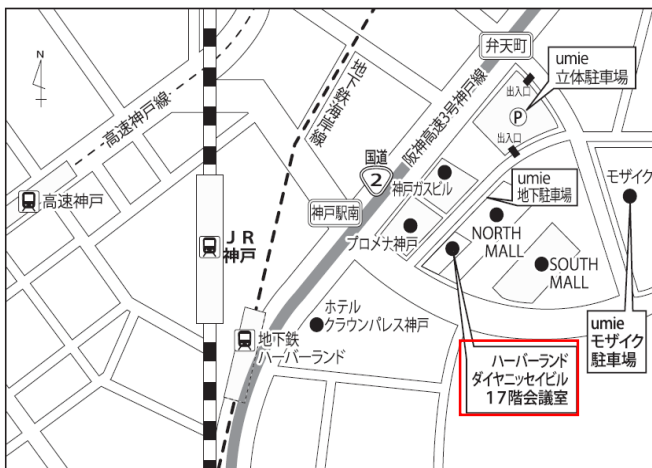 弁天町
umie
立体駐車場
出入口
P
出入口
N
高速神戸線
地下鉄海岸線
阪神高速3号神戸線
国道
2
神戸駅南
神戸ガスビル
umie
地下駐車場
モザイク
高速神戸
JR
神戸
プロメナ神戸
NORTH
MALL
SOUTH
MALL
ホテル
クラウンパレス神戸
地下鉄
ハーバーランド
umie
モザイク
駐車場
ハーバーランド
ダイヤニッセイビル
17階会議室